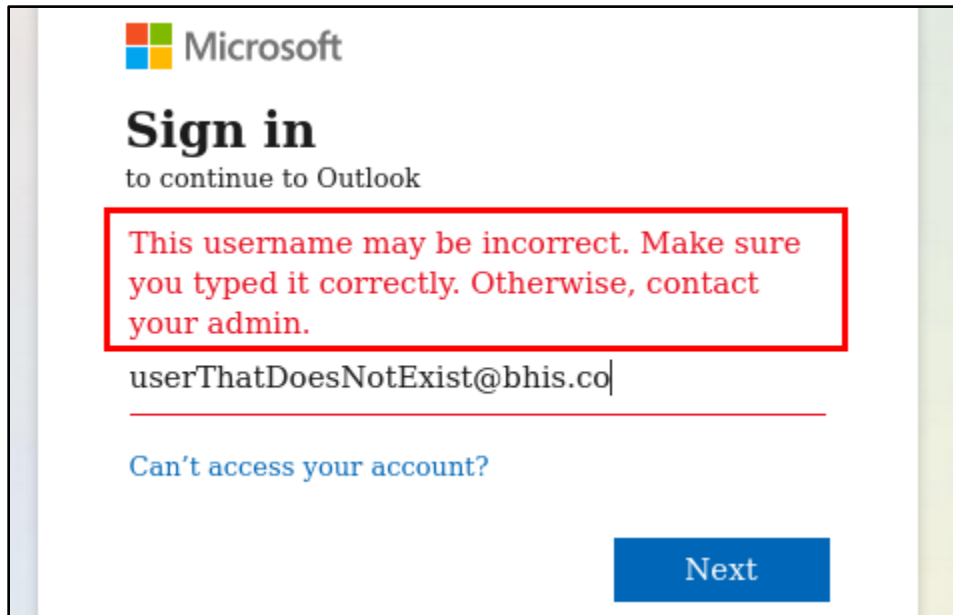 Microsoft
Sign in
to continue to Outlook
This username may be incorrect. Make sure
you typed it correctly. Otherwise, contact
your admin.
userThatDoesNotExist@bhis.co
Can’t access your account?
Next